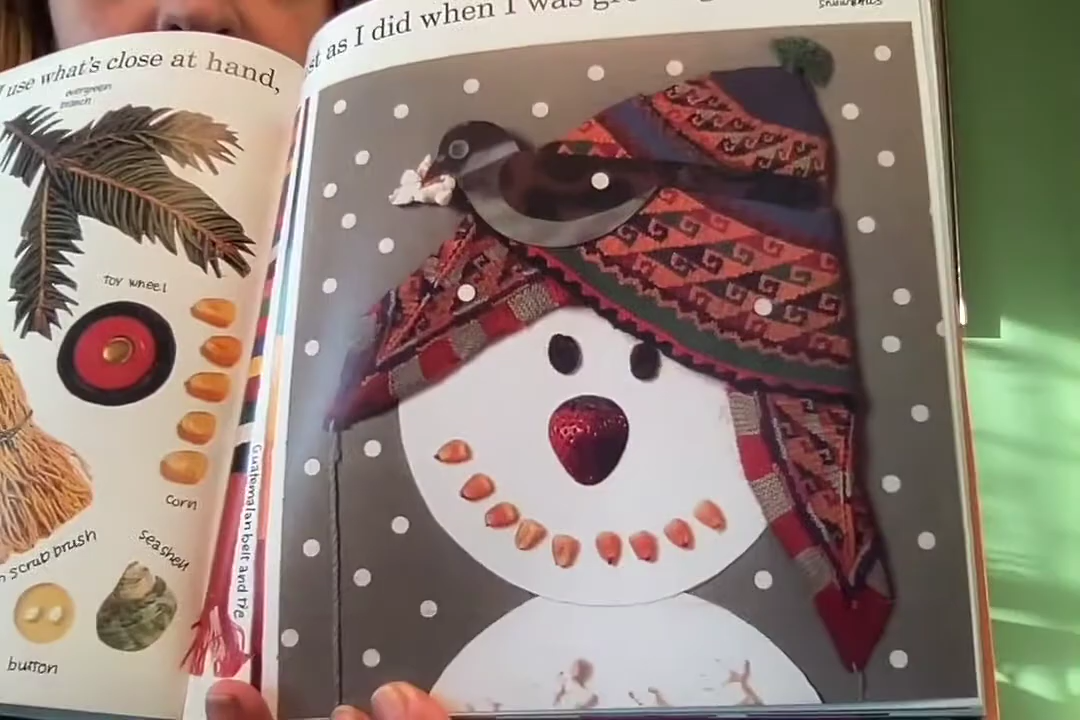 use what's close at hand,
evergreen
branch
toy wheel
corn
scrub brush
seashell
button
Guatemalan belt and tie
as I did when I was